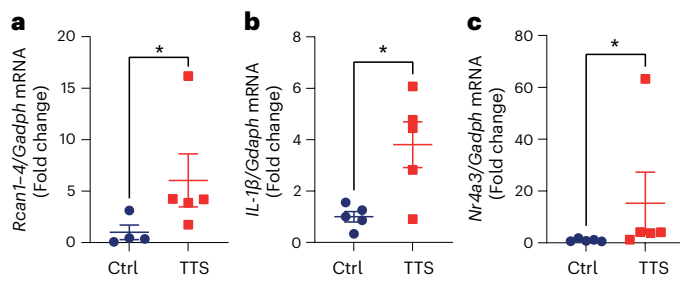 a
Rcan1–4/Gadph mRNA
(Fold change)
20
15
10
5
0
*
Ctrl
TTS
b
IL-1β/Gdaph mRNA
(Fold change)
8
6
4
2
0
*
Ctrl
TTS
c
Nr4a3/Gadph mRNA
(Fold change)
80
60
40
20
0
*
Ctrl
TTS